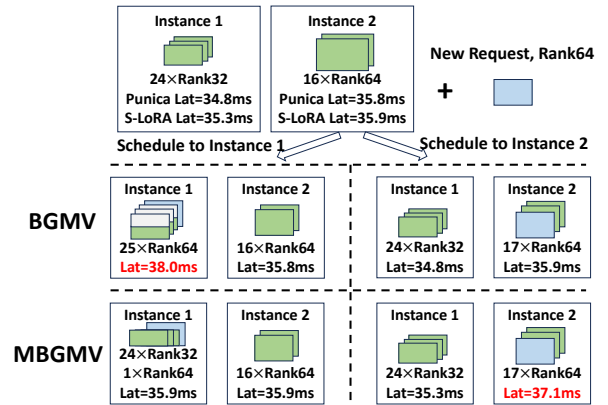 Instance 1
24×Rank32
Punica Lat=34.8ms
S-LoRA Lat=35.3ms
Instance 2
16×Rank64
Punica Lat=35.8ms
S-LoRA Lat=35.9ms
New Request, Rank64
+
Schedule to Instance 1
Schedule to Instance 2
BGMV
Instance 1
25×Rank64
Lat=38.0ms
Instance 2
16×Rank64
Lat=35.8ms
Instance 1
24×Rank32
Lat=34.8ms
Instance 2
17×Rank64
Lat=35.9ms
MBGMV
Instance 1
24×Rank32
1×Rank64
Lat=35.9ms
Instance 2
16×Rank64
Lat=35.9ms
Instance 1
24×Rank32
Lat=35.3ms
Instance 2
17×Rank64
Lat=37.1ms